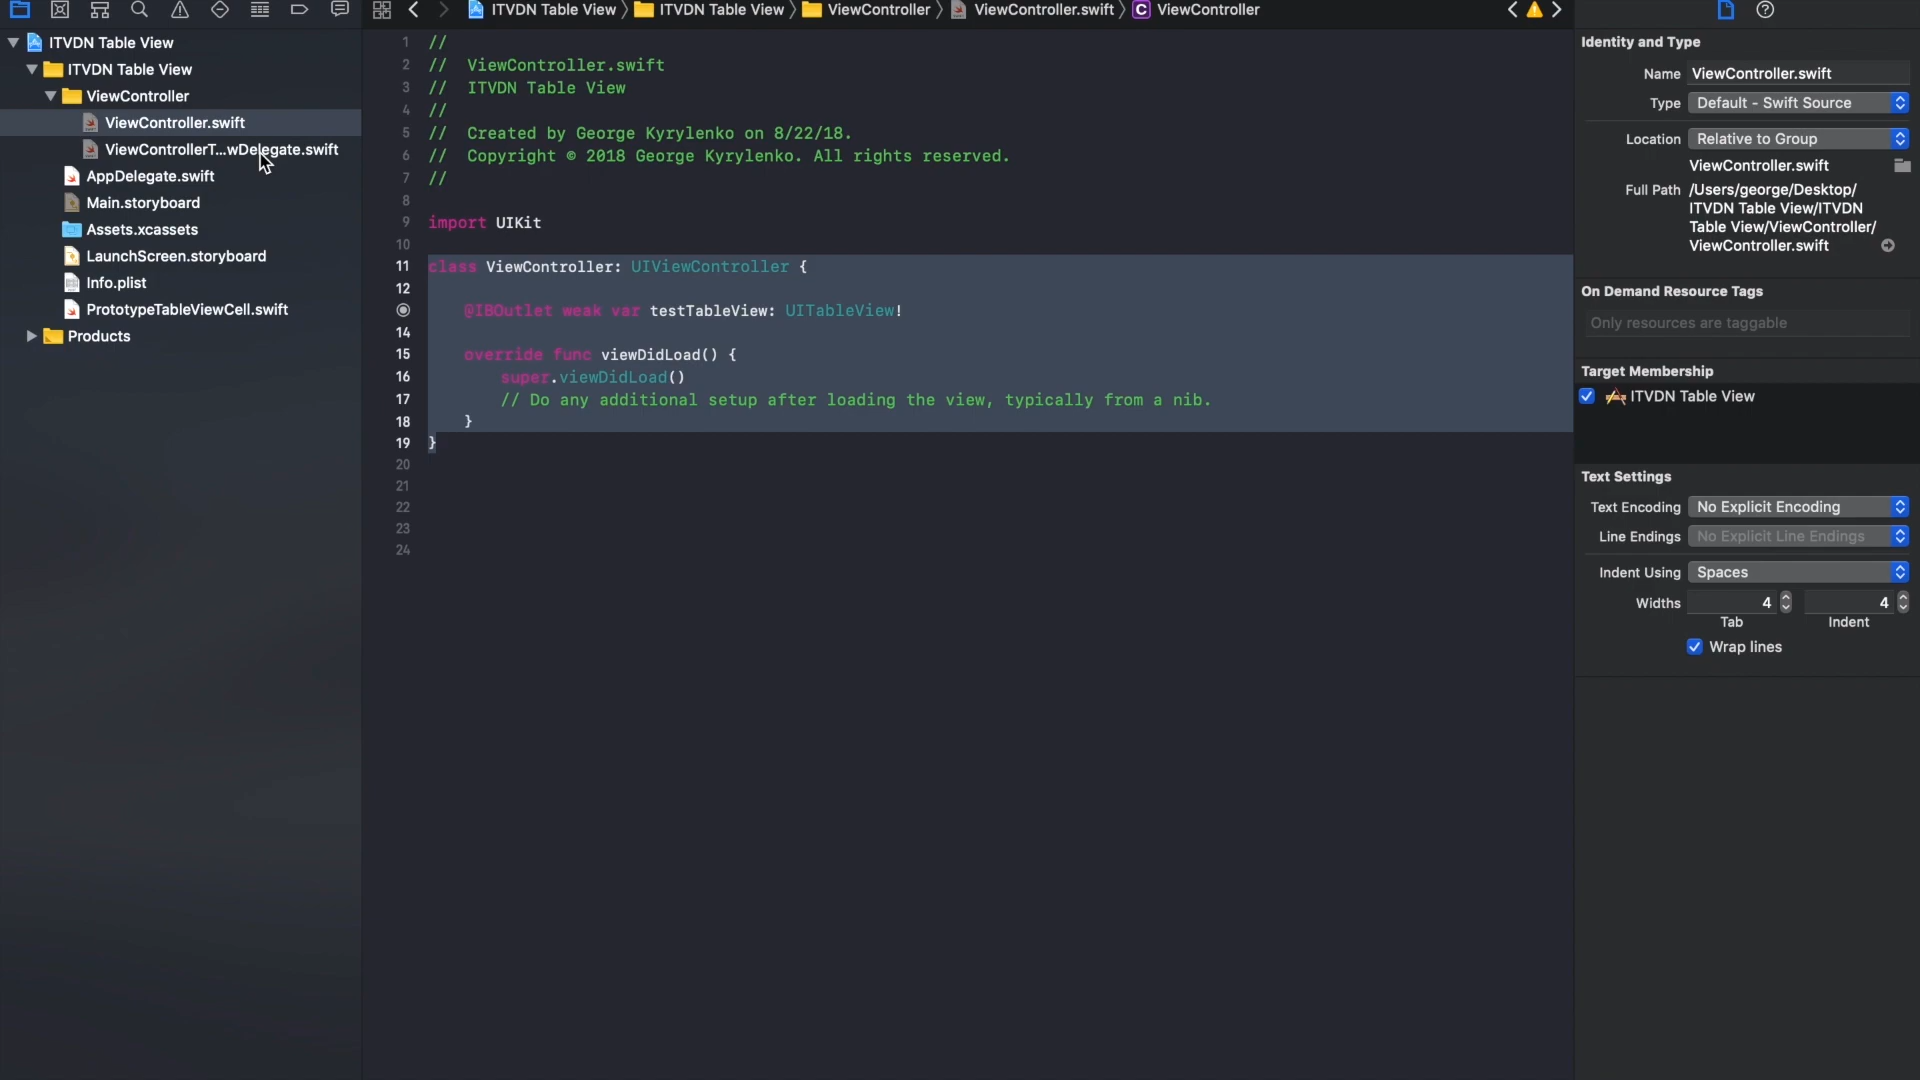 ITVDN Table View
ITVDN Table View
ViewController
ViewController.swift
ViewController
ITVDN Table View
ITVDN Table View
ViewController
ViewController.swift
ViewControllerT...wDelegate.swift
AppDelegate.swift
Main.storyboard
Assets.xcassets
LaunchScreen.storyboard
Info.plist
PrototypeTableViewCell.swift
Products
1 //
2 // ViewController.swift
3 // ITVDN Table View
4 //
5 // Created by George Kyrylenko on 8/22/18.
6 // Copyright © 2018 George Kyrylenko. All rights reserved.
7 //
8
9 import UIKit
10
11 class ViewController: UIViewController {
12
@IBOutlet weak var testTableView: UITableView!
14
15 override func viewDidLoad() {
16 super.viewDidLoad()
17 // Do any additional setup after loading the view, typically from a nib.
18 }
19 }
20
21
22
23
24
Identity and Type
Name ViewController.swift
Type Default - Swift Source
Location Relative to Group
ViewController.swift
Full Path /Users/george/Desktop/
ITVDN Table View/ITVDN
Table View/ViewController/
ViewController.swift
On Demand Resource Tags
Only resources are taggable
Target Membership
ITVDN Table View
Text Settings
Text Encoding No Explicit Encoding
Line Endings No Explicit Line Endings
Indent Using Spaces
Widths 4 4
Tab Indent
Wrap lines